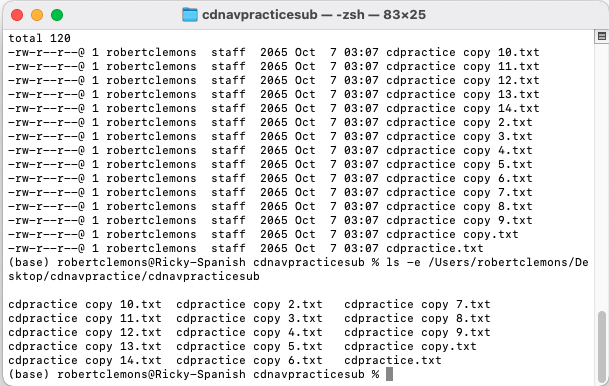 cdnavpracticesub — -zsh — 83×25
total 120
-rw-r--r--@ 1 robertclemons  staff  2065 Oct  7 03:07 cdpractice copy 10.txt
-rw-r--r--@ 1 robertclemons  staff  2065 Oct  7 03:07 cdpractice copy 11.txt
-rw-r--r--@ 1 robertclemons  staff  2065 Oct  7 03:07 cdpractice copy 12.txt
-rw-r--r--@ 1 robertclemons  staff  2065 Oct  7 03:07 cdpractice copy 13.txt
-rw-r--r--@ 1 robertclemons  staff  2065 Oct  7 03:07 cdpractice copy 14.txt
-rw-r--r--@ 1 robertclemons  staff  2065 Oct  7 03:07 cdpractice copy 2.txt
-rw-r--r--@ 1 robertclemons  staff  2065 Oct  7 03:07 cdpractice copy 3.txt
-rw-r--r--@ 1 robertclemons  staff  2065 Oct  7 03:07 cdpractice copy 4.txt
-rw-r--r--@ 1 robertclemons  staff  2065 Oct  7 03:07 cdpractice copy 5.txt
-rw-r--r--@ 1 robertclemons  staff  2065 Oct  7 03:07 cdpractice copy 6.txt
-rw-r--r--@ 1 robertclemons  staff  2065 Oct  7 03:07 cdpractice copy 7.txt
-rw-r--r--@ 1 robertclemons  staff  2065 Oct  7 03:07 cdpractice copy 8.txt
-rw-r--r--@ 1 robertclemons  staff  2065 Oct  7 03:07 cdpractice copy 9.txt
-rw-r--r--@ 1 robertclemons  staff  2065 Oct  7 03:07 cdpractice copy.txt
-rw-r--r--@ 1 robertclemons  staff  2065 Oct  7 03:07 cdpractice.txt
(base) robertclemons@Ricky-Spanish cdnavpracticesub % ls -e /Users/robertclemons/De
sktop/cdnavpractice/cdnavpracticesub
cdpractice copy 10.txt  cdpractice copy 2.txt   cdpractice copy 7.txt
cdpractice copy 11.txt  cdpractice copy 3.txt   cdpractice copy 8.txt
cdpractice copy 12.txt  cdpractice copy 4.txt   cdpractice copy 9.txt
cdpractice copy 13.txt  cdpractice copy 5.txt   cdpractice copy.txt
cdpractice copy 14.txt  cdpractice copy 6.txt   cdpractice.txt
(base) robertclemons@Ricky-Spanish cdnavpracticesub %